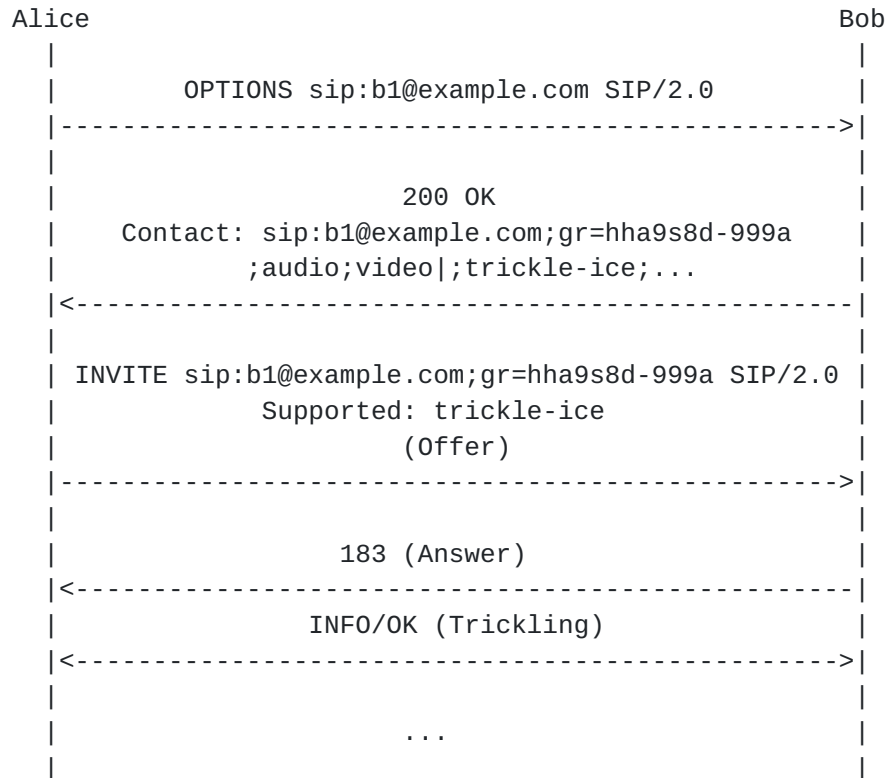 Alice Bob
| |
| OPTIONS sip:b1@example.com SIP/2.0 |
|-------------------------------------------------->|
| |
| 200 OK |
| Contact: sip:b1@example.com;gr=hha9s8d-999a |
| ;audio;video|;trickle-ice;... |
|<--------------------------------------------------|
| |
| INVITE sip:b1@example.com;gr=hha9s8d-999a SIP/2.0 |
| Supported: trickle-ice |
| (Offer) |
|-------------------------------------------------->|
| |
| 183 (Answer) |
|<--------------------------------------------------|
| INFO/OK (Trickling) |
|<------------------------------------------------->|
| |
| ... |
| |